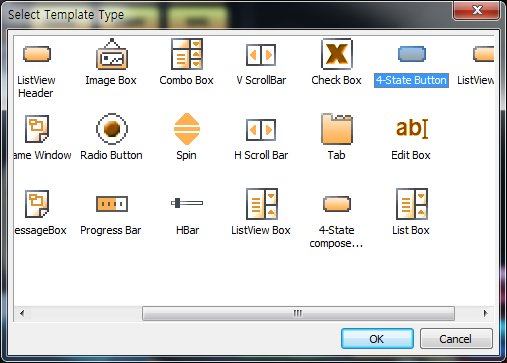 Select Template Type
ListView
Header
Image Box
Combo Box
V ScrollBar
Check Box
4-State Button
ListView
ame Window
Radio Button
Spin
H Scroll Bar
Tab
abI
Edit Box
essageBox
Progress Bar
HBar
ListView Box
4-State
compose...
List Box
OK
Cancel